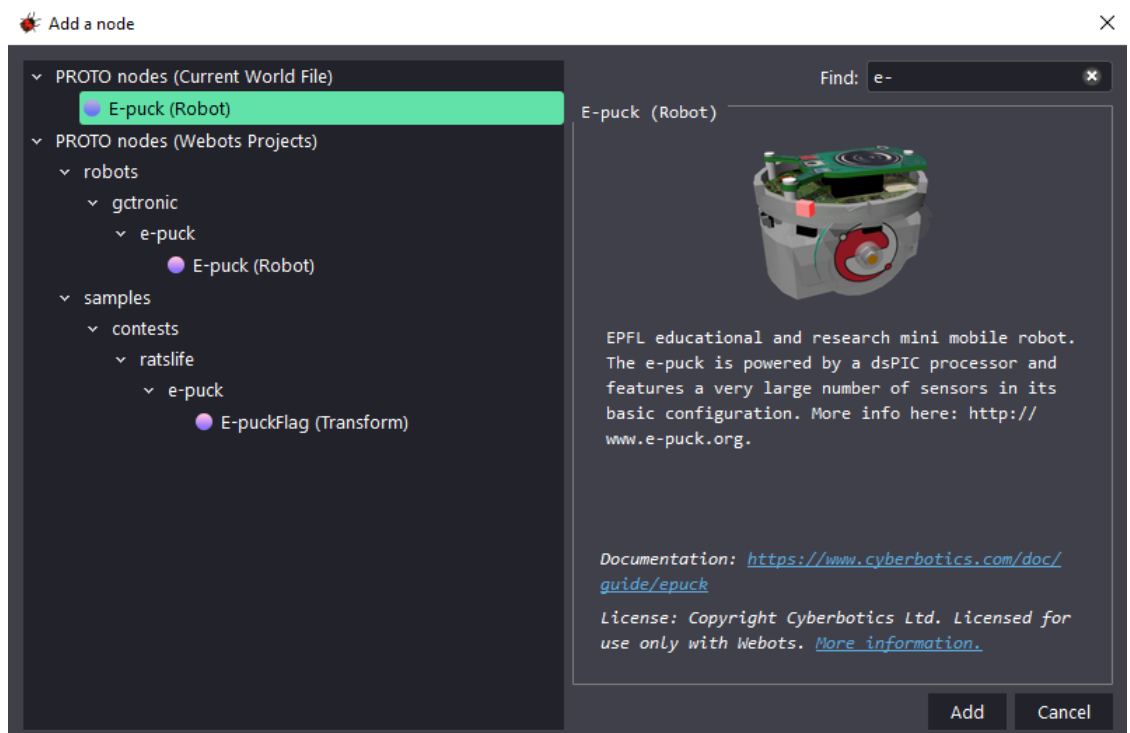 Add a node
PROTO nodes (Current World File)
E-puck (Robot)
PROTO nodes (Webots Projects)
robots
gctronic
e-puck
E-puck (Robot)
samples
contests
ratslife
e-puck
E-puckFlag (Transform)
Find: e-
E-puck (Robot)
EPFL educational and research mini mobile robot.
The e-puck is powered by a dsPIC processor and
features a very large number of sensors in its
basic configuration. More info here: http://
www.e-puck.org.
Documentation: https://www.cyberbotics.com/doc/
guide/epuck
License: Copyright Cyberbotics Ltd. Licensed for
use only with Webots. More information.
Add Cancel